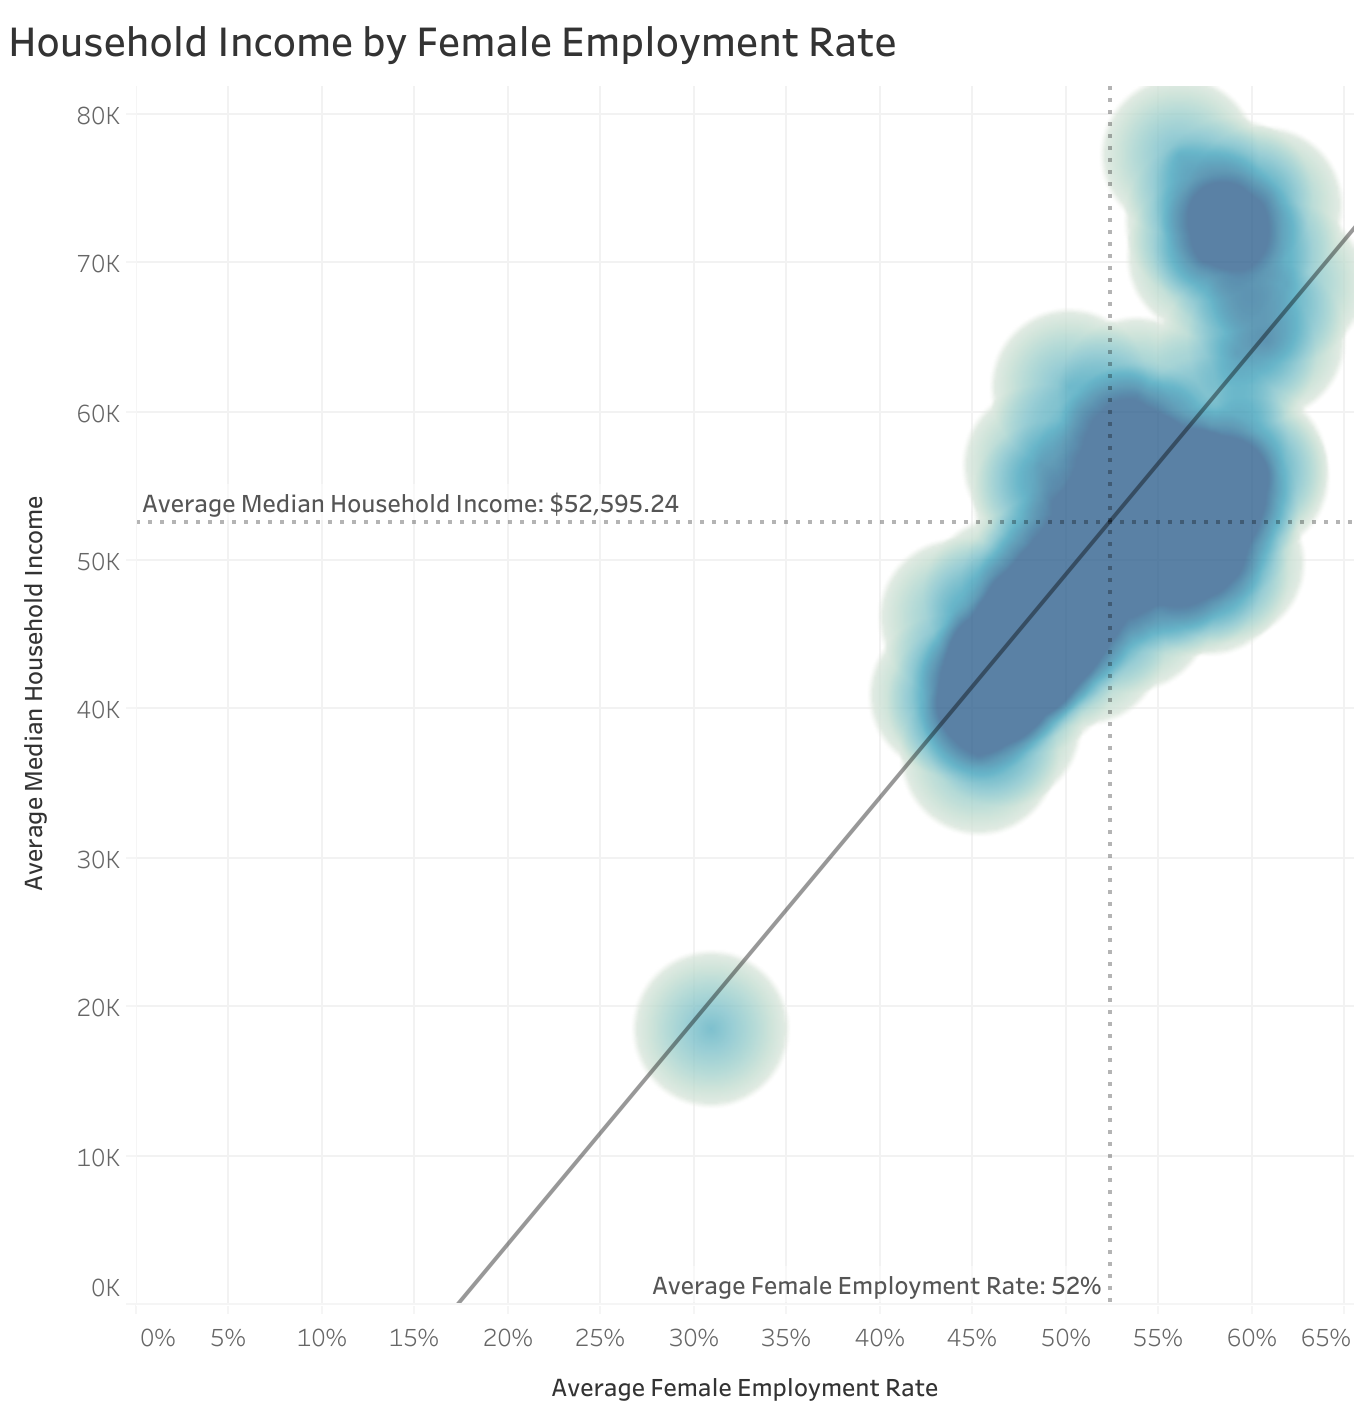 Household Income by Female Employment Rate
80K
70K
60K
Average Median Household Income: $52,595.24
50K
40K
30K
20K
10K
0K
Average Median Household Income
Average Female Employment Rate: 52%
0% 5% 10% 15% 20% 25% 30% 35% 40% 45% 50% 55% 60% 65%
Average Female Employment Rate